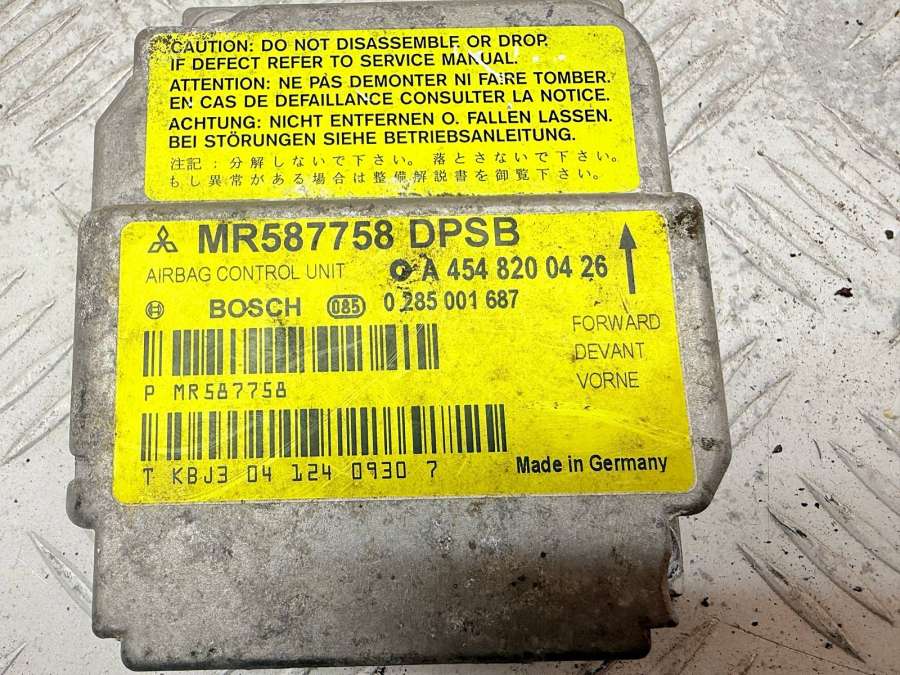 CAUTION: DO NOT DISASSEMBLE OR DROP.
IF DEFECT REFER TO SERVICE MANUAL.
ATTENTION: NE PAS DEMONTER NI FAIRE TOMBER.
EN CAS DE DEFAILLANCE CONSULTER LA NOTICE.
ACHTUNG: NICHT ENTFERNEN O. FALLEN LASSEN.
BEI STÖRUNGEN SIEHE BETRIEBSANLEITUNG.
注記：分解しないで下さい。落とさないで下さい。
もし異常がある場合は整備解説書を御覧下さい。
MR587758 DPSB
AIRBAG CONTROL UNIT A 454 820 04 26
BOSCH 085 0 285 001 687
FORWARD
DEVANT
VORNE
P MR587758
T KBJ3 04 124 0930 7
Made in Germany